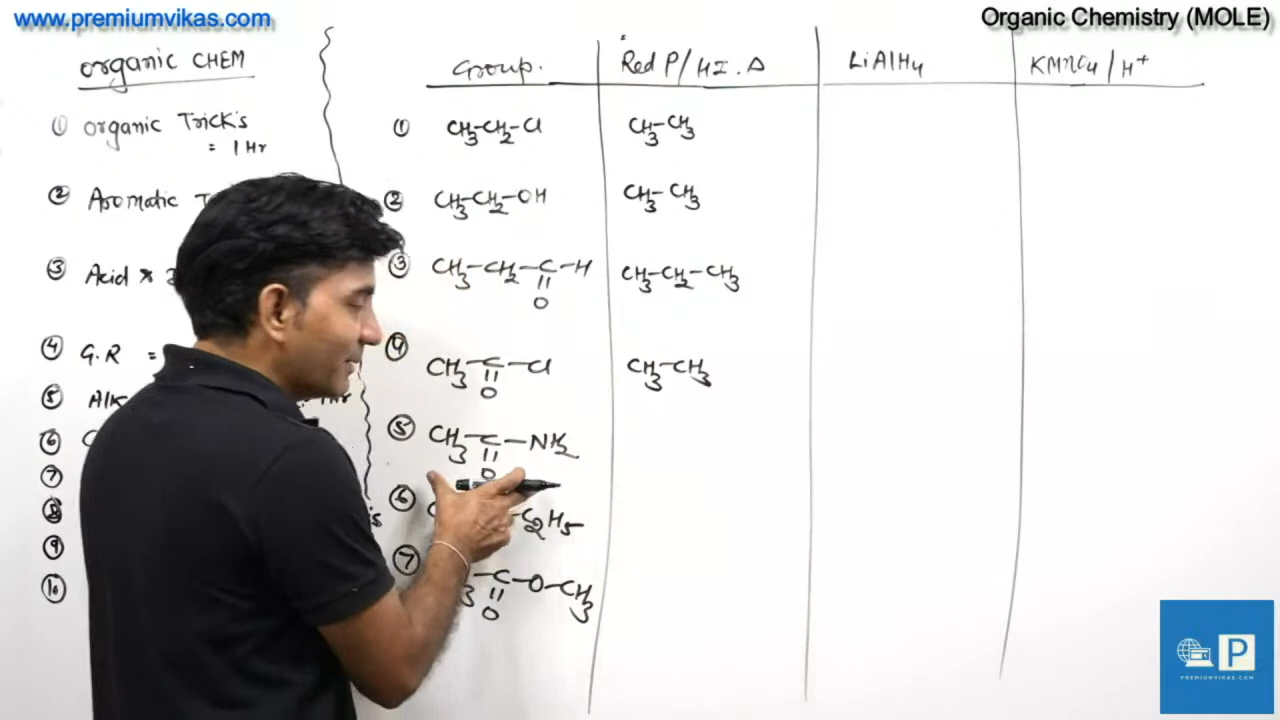 www.premiumvikas.com
Organic Chemistry (MOLE)
organic CHEM
① organic Trick's
= 1 Hr
② Aromatic
③ Acid
④ G.R =
⑤ Alk 1Hr
⑥
⑦
⑧
⑨
⑩
Group.
Red P/HI.Δ
LiAlH4
KMnO4/H+
① CH3-CH2-Cl
CH3-CH3
② CH3-CH2-OH
CH3-CH3
③ CH3-CH2-C-H
O
CH3-CH2-CH3
④ CH3-C-Cl
O
CH3-CH3
⑤ CH3-C-NH2
O
⑥ C2H5
⑦ C-O-CH3
O
P
PREMIUMVIKAS.COM